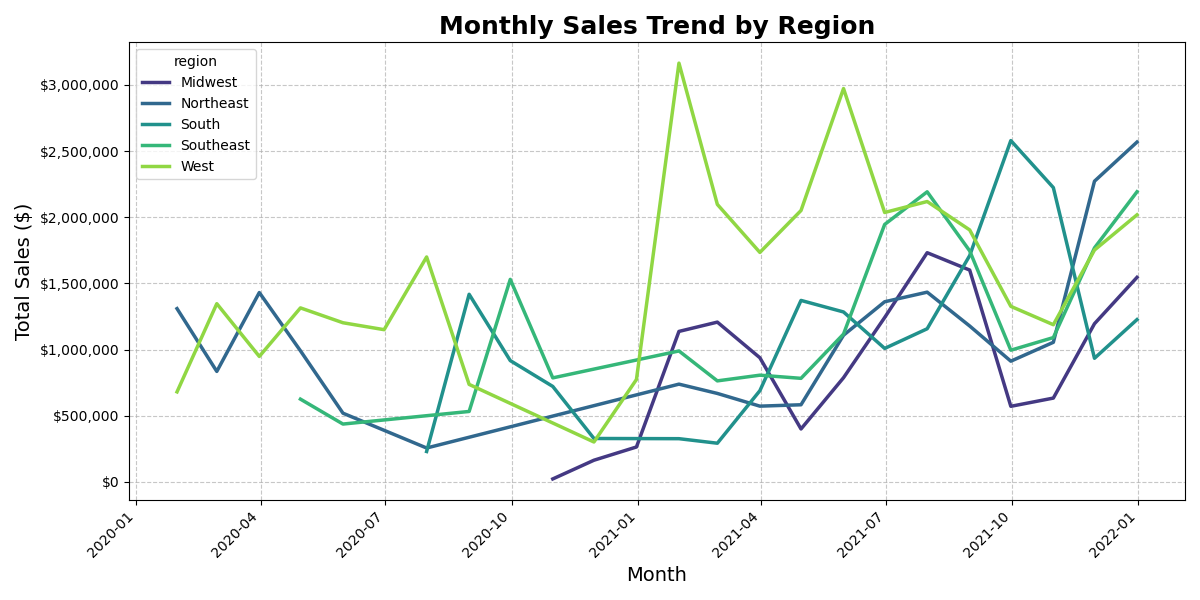 Monthly Sales Trend by Region
region
Midwest
Northeast
South
Southeast
West
Total Sales ($)
$3,000,000
$2,500,000
$2,000,000
$1,500,000
$1,000,000
$500,000
$0
2020-01
2020-04
2020-07
2020-10
2021-01
2021-04
2021-07
2021-10
2022-01
Month